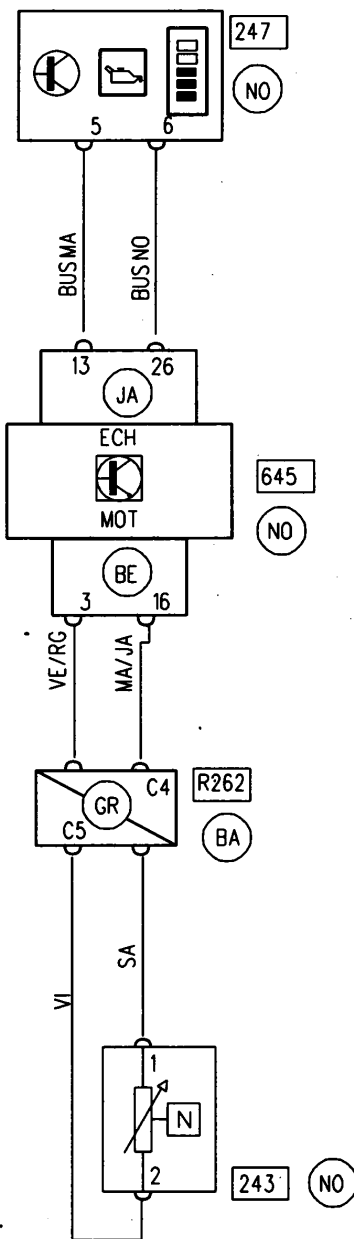 247
NO
5 6
BUSMA
BUSNO
13 26
JA
ECH
645
MOT
NO
BE
3 16
VE/RG
MA/JA
C4
R262
GR
C5
BA
SA
VI
1
N
2
243 NO